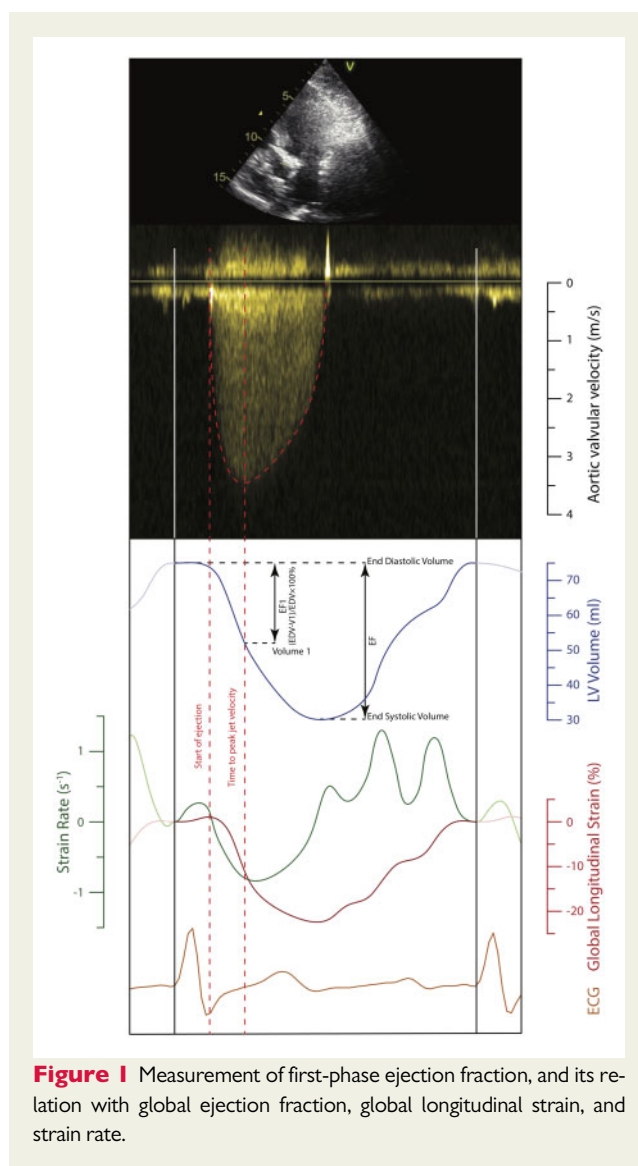 V
5
10
15
0
1
2
3
4
Aortic valvular velocity (m/s)
End Diastolic Volume
EF1
(EDV-V1)/EDV×100%
EF
Volume 1
End Systolic Volume
70
60
50
40
30
LV Volume (ml)
Start of ejection
Time to peak jet velocity
1
0
-1
Strain Rate (s⁻¹)
0
-10
-20
Global Longitudinal Strain (%)
ECG
Figure 1 Measurement of first-phase ejection fraction, and its re-
lation with global ejection fraction, global longitudinal strain, and
strain rate.